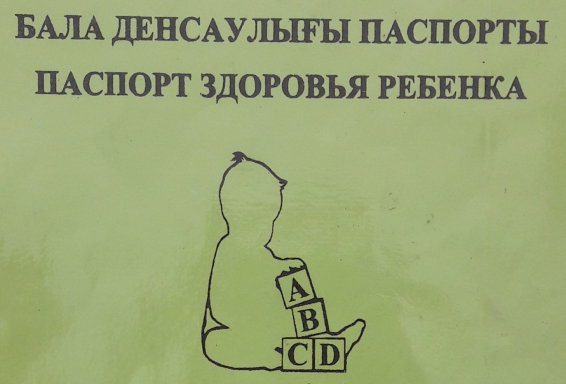 БАЛА ДЕНСАУЛЫҒЫ ПАСПОРТЫ
ПАСПОРТ ЗДОРОВЬЯ РЕБЕНКА
A
B
C D